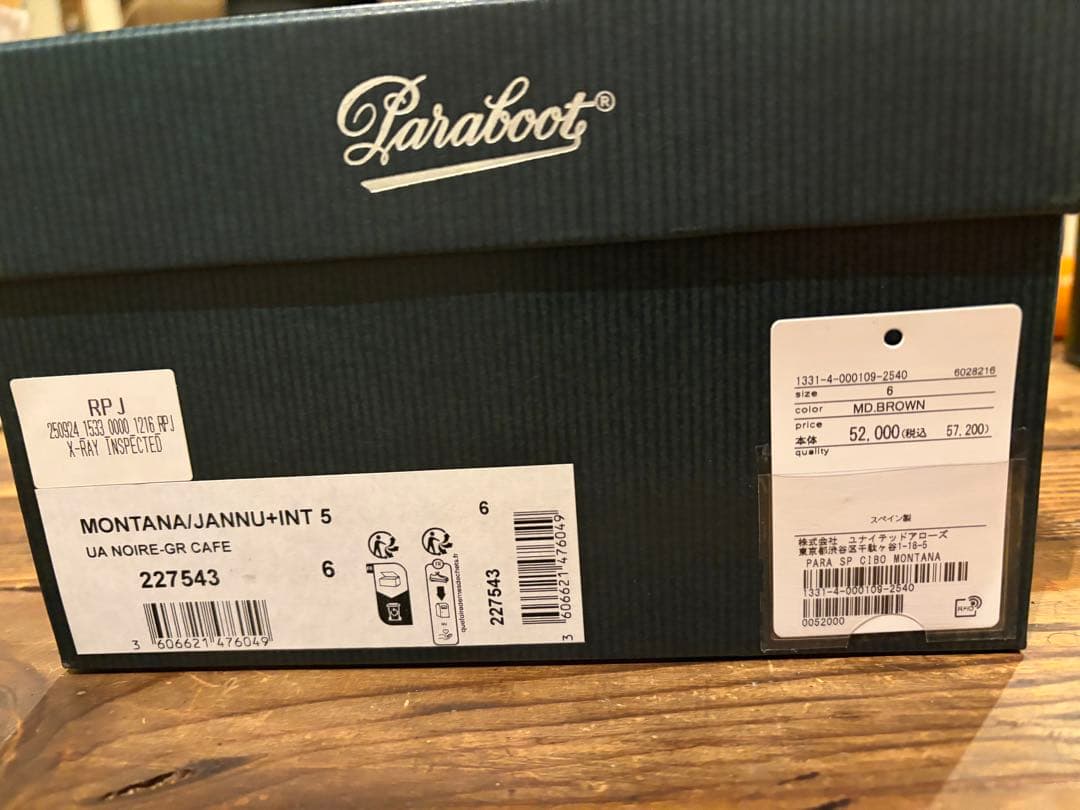 Paraboot®
RPJ
250924 1533 0000 1216 RPJ
X-RAY INSPECTED
MONTANA/JANNU+INT 5
UA NOIRE-GR CAFE
227543
6
3 606621 476049
6
227543
3 606621 476049
quefairedemesdechets.fr
1331-4-000109-2540
6028216
size 6
color MD.BROWN
price
本体 52,000(税込 57,200)
quality
スペイン製
株式会社 ユナイテッドアローズ
東京都渋谷区千駄ヶ谷1-18-5
PARA SP CIBO MONTANA
1331-4-000109-2540
0052000
RFID